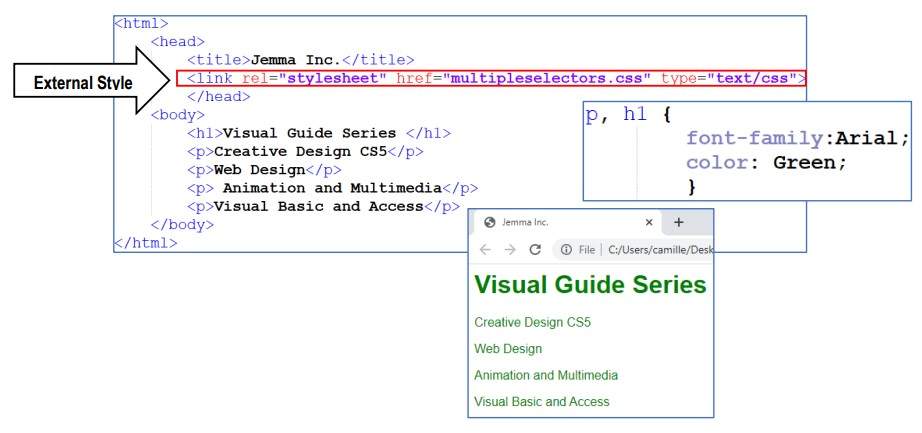 <html>
<head>
<title>Jemma Inc.</title>
<link rel="stylesheet" href="multipleselectors.css" type="text/css">
</head>
<body>
<h1>Visual Guide Series </h1>
<p>Creative Design CS5</p>
<p>Web Design</p>
<p> Animation and Multimedia</p>
<p>Visual Basic and Access</p>
</body>
</html>
External Style
p, h1 {
font-family:Arial;
color: Green;
}
Jemma Inc.
File | C:/Users/camille/Desk
Visual Guide Series
Creative Design CS5
Web Design
Animation and Multimedia
Visual Basic and Access